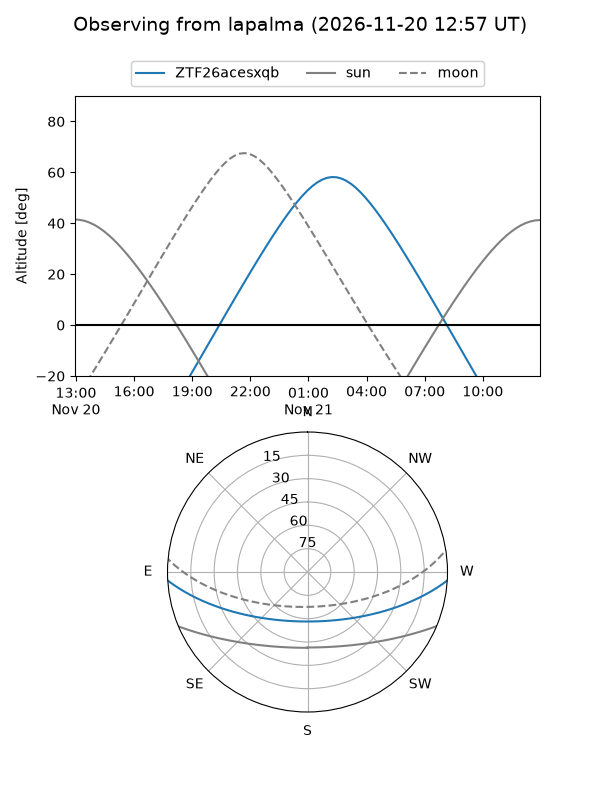 Observing from lapalma (2026-11-20 12:57 UT)
ZTF26acesxqb sun moon
80
60
40
20
0
−20
Altitude [deg]
13:00 16:00 19:00 22:00 01:00 04:00 07:00 10:00
Nov 20 Nov 21
N
NE NW
15
30
45
60
75
E W
SE SW
S